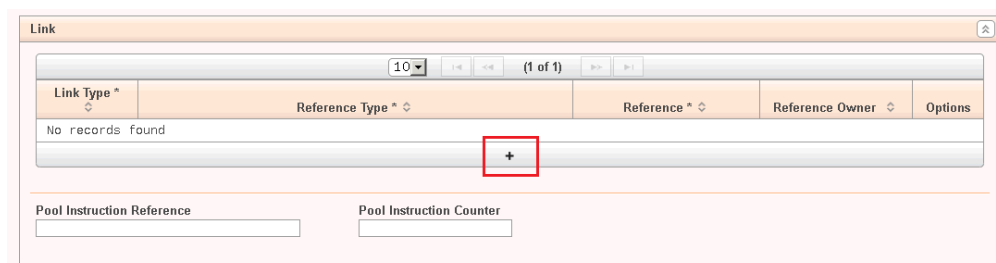 Link
10 (1 of 1)
Link Type * Reference Type * Reference * Reference Owner Options
No records found
+
Pool Instruction Reference Pool Instruction Counter